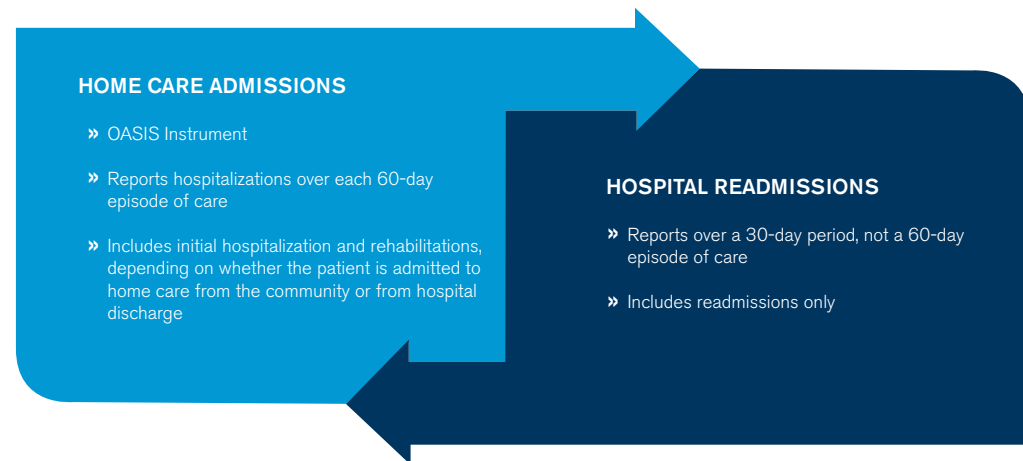 HOME CARE ADMISSIONS
» OASIS Instrument
» Reports hospitalizations over each 60-day
episode of care
» Includes initial hospitalization and rehabilitations,
depending on whether the patient is admitted to
home care from the community or from hospital
discharge
HOSPITAL READMISSIONS
» Reports over a 30-day period, not a 60-day
episode of care
» Includes readmissions only